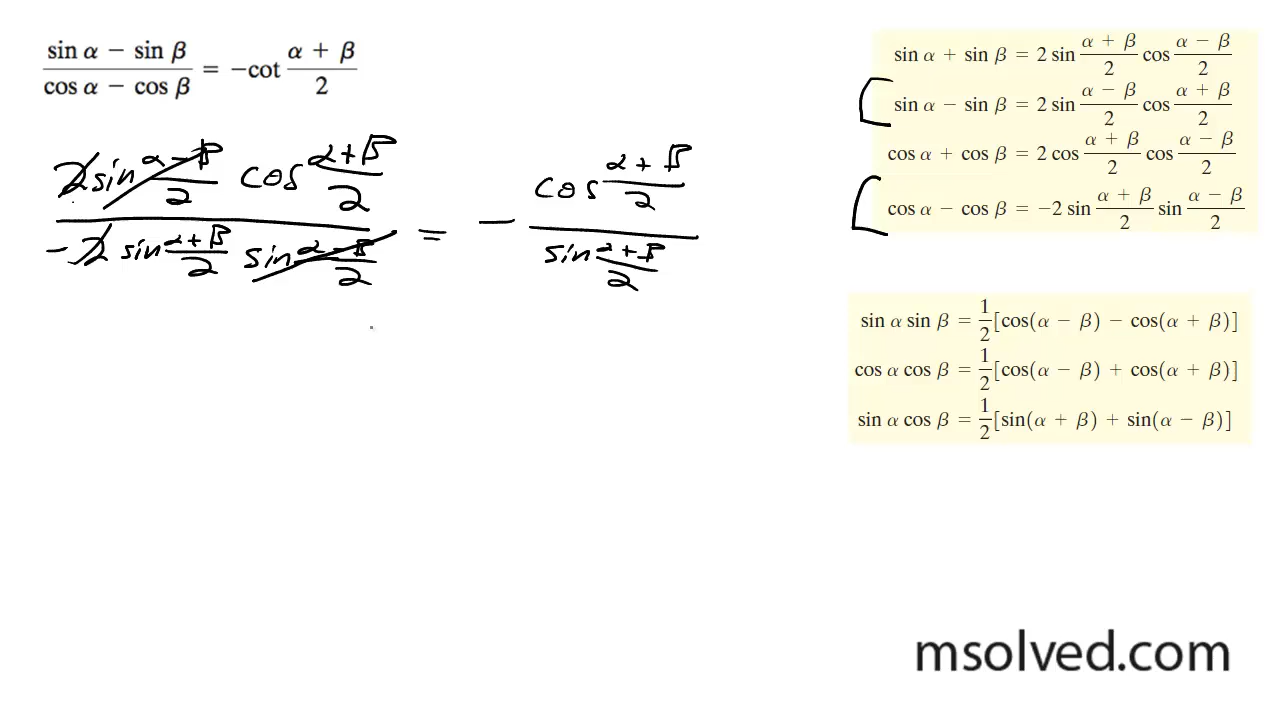 (sin α − sin β)/(cos α − cos β) = −cot (α + β)/2
(2 sin (α − β)/2 cos (α + β)/2)/(−2 sin (α + β)/2 sin (α − β)/2) = − (cos (α + β)/2)/(sin (α + β)/2)
sin α + sin β = 2 sin (α + β)/2 cos (α − β)/2
sin α − sin β = 2 sin (α − β)/2 cos (α + β)/2
cos α + cos β = 2 cos (α + β)/2 cos (α − β)/2
cos α − cos β = −2 sin (α + β)/2 sin (α − β)/2
sin α sin β = 1/2 [cos(α − β) − cos(α + β)]
cos α cos β = 1/2 [cos(α − β) + cos(α + β)]
sin α cos β = 1/2 [sin(α + β) + sin(α − β)]
msolved.com